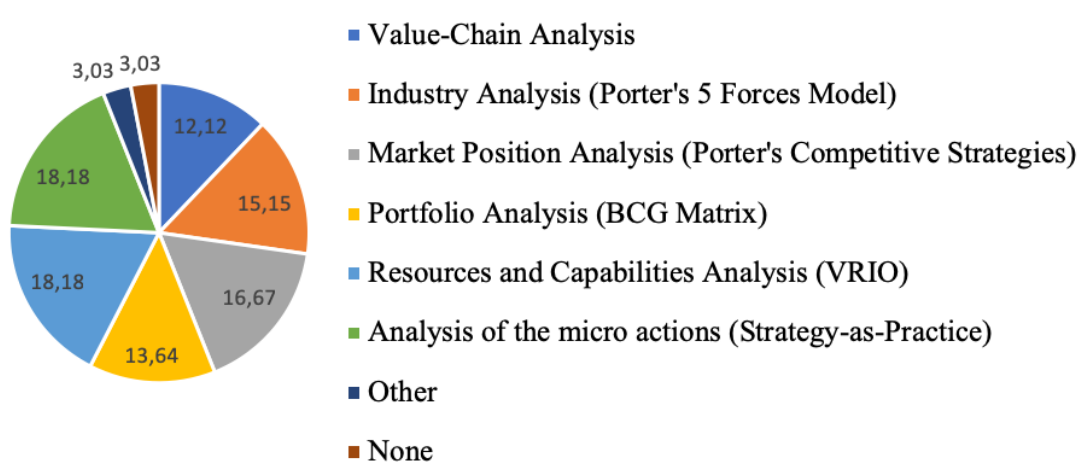 3,03 3,03
12,12
15,15
16,67
13,64
18,18
18,18
Value-Chain Analysis
Industry Analysis (Porter's 5 Forces Model)
Market Position Analysis (Porter's Competitive Strategies)
Portfolio Analysis (BCG Matrix)
Resources and Capabilities Analysis (VRIO)
Analysis of the micro actions (Strategy-as-Practice)
Other
None